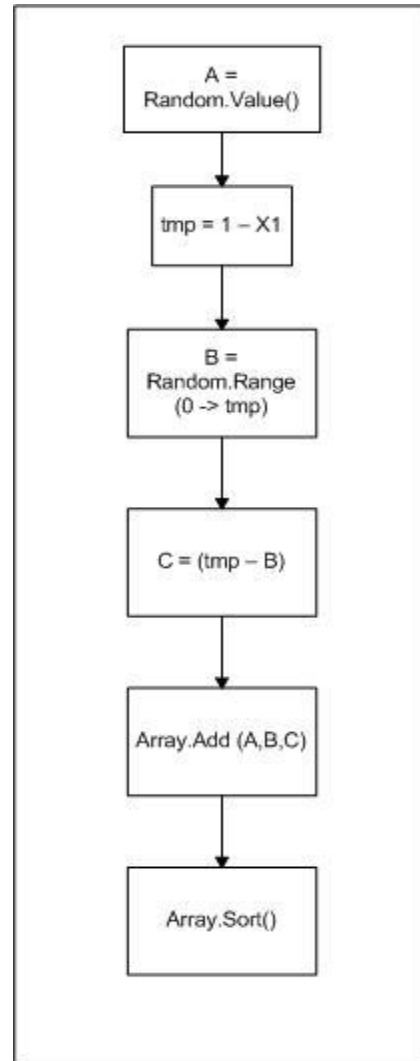 A =
Random.Value()
tmp = 1 – X1
B =
Random.Range
(0 -> tmp)
C = (tmp – B)
Array.Add (A,B,C)
Array.Sort()